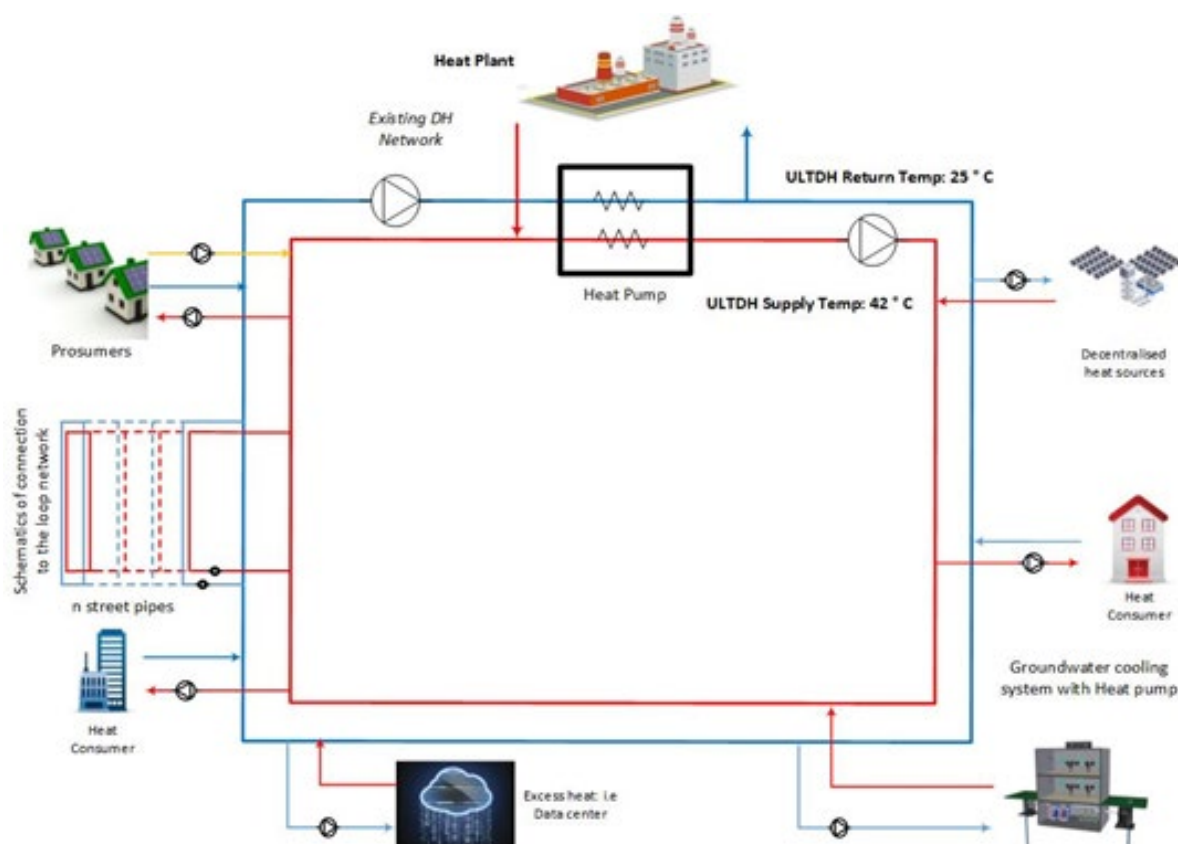 Heat Plant
Existing DH
Network
ULTDH Return Temp: 25 ° C
Heat Pump
ULTDH Supply Temp: 42 ° C
Prosumers
Decentralised
heat sources
Schematics of connection
to the loop network
n street pipes
Heat
Consumer
Heat
Consumer
Groundwater cooling
system with Heat pump
Excess heat: i.e
Data center